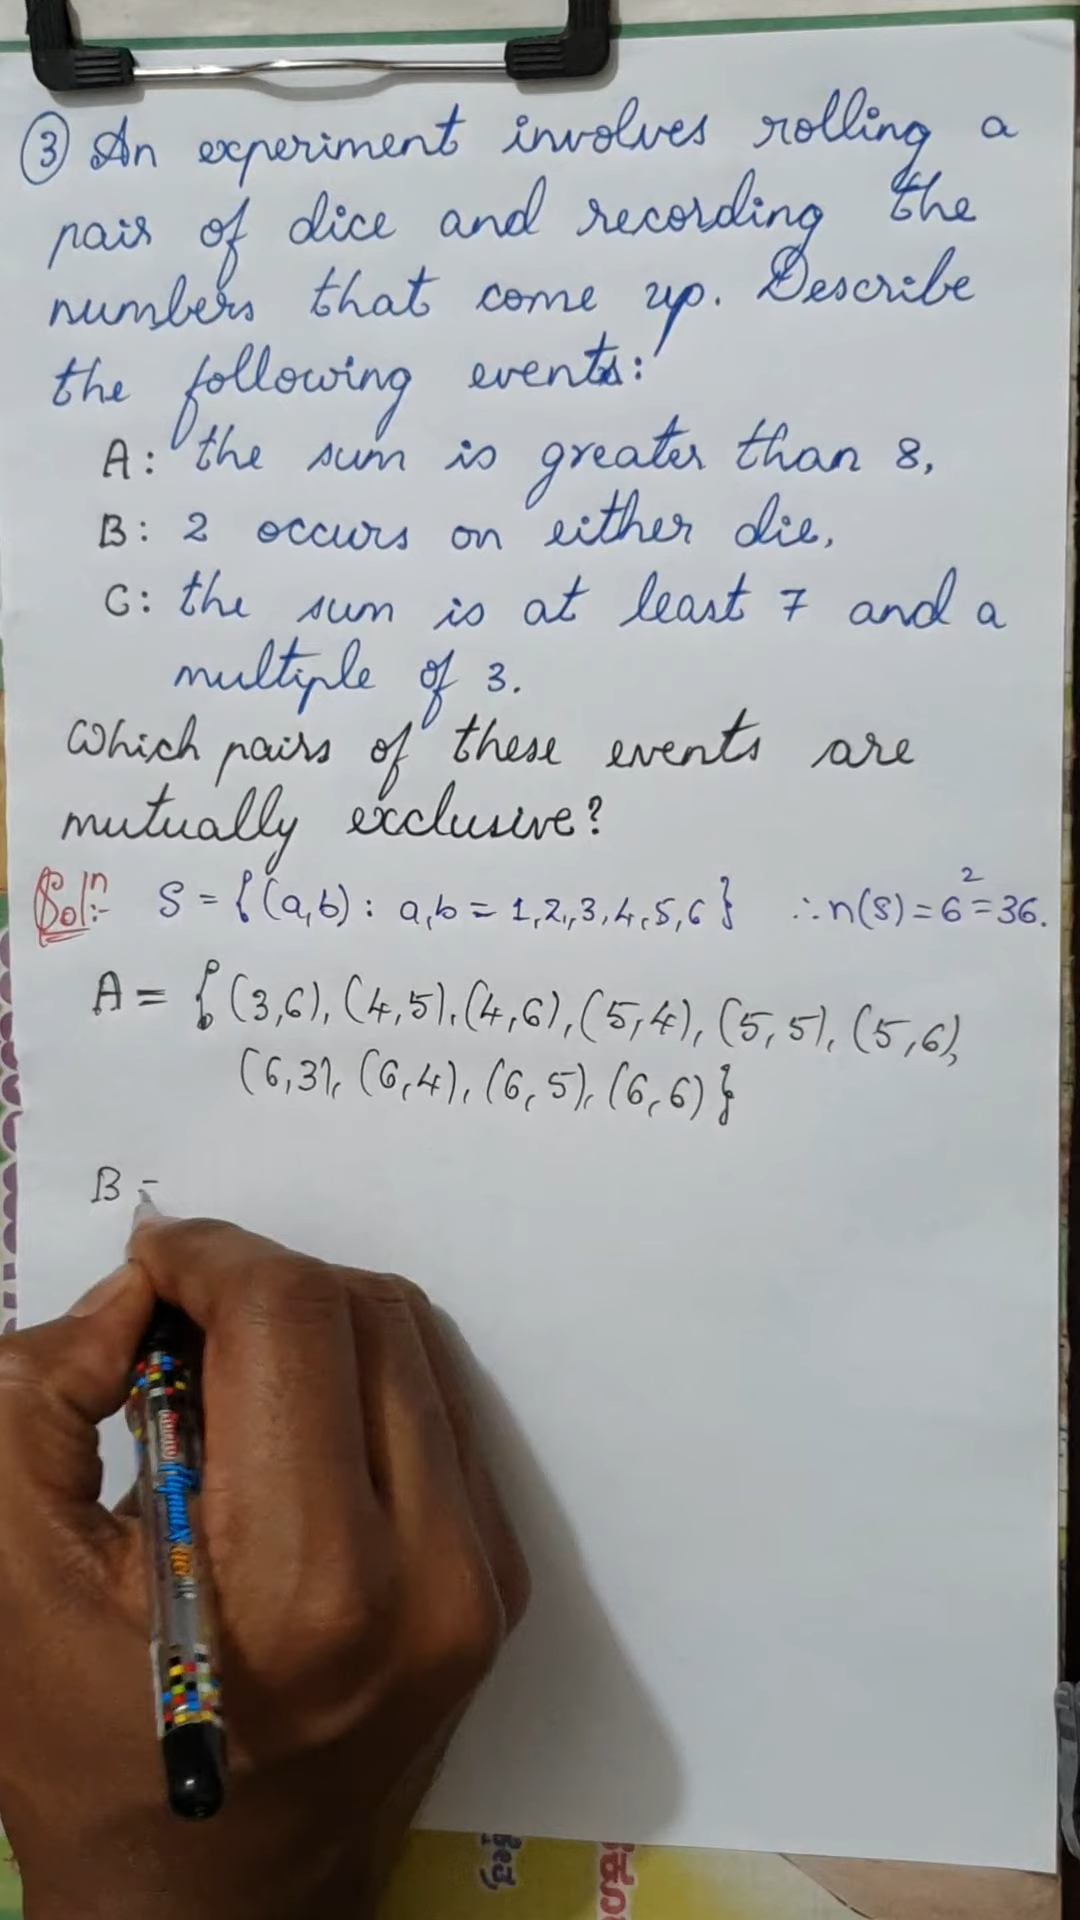 ③ An experiment involves rolling a
pair of dice and recording the
numbers that come up. Describe
the following events:
A: the sum is greater than 8,
B: 2 occurs on either die,
C: the sum is at least 7 and a
multiple of 3.
Which pairs of these events are
mutually exclusive?
Solⁿ:- S = {(a,b) : a,b = 1,2,3,4,5,6} ∴ n(S) = 6² = 36.
A = {(3,6), (4,5), (4,6), (5,4), (5,5), (5,6),
(6,3), (6,4), (6,5), (6,6)}
B =